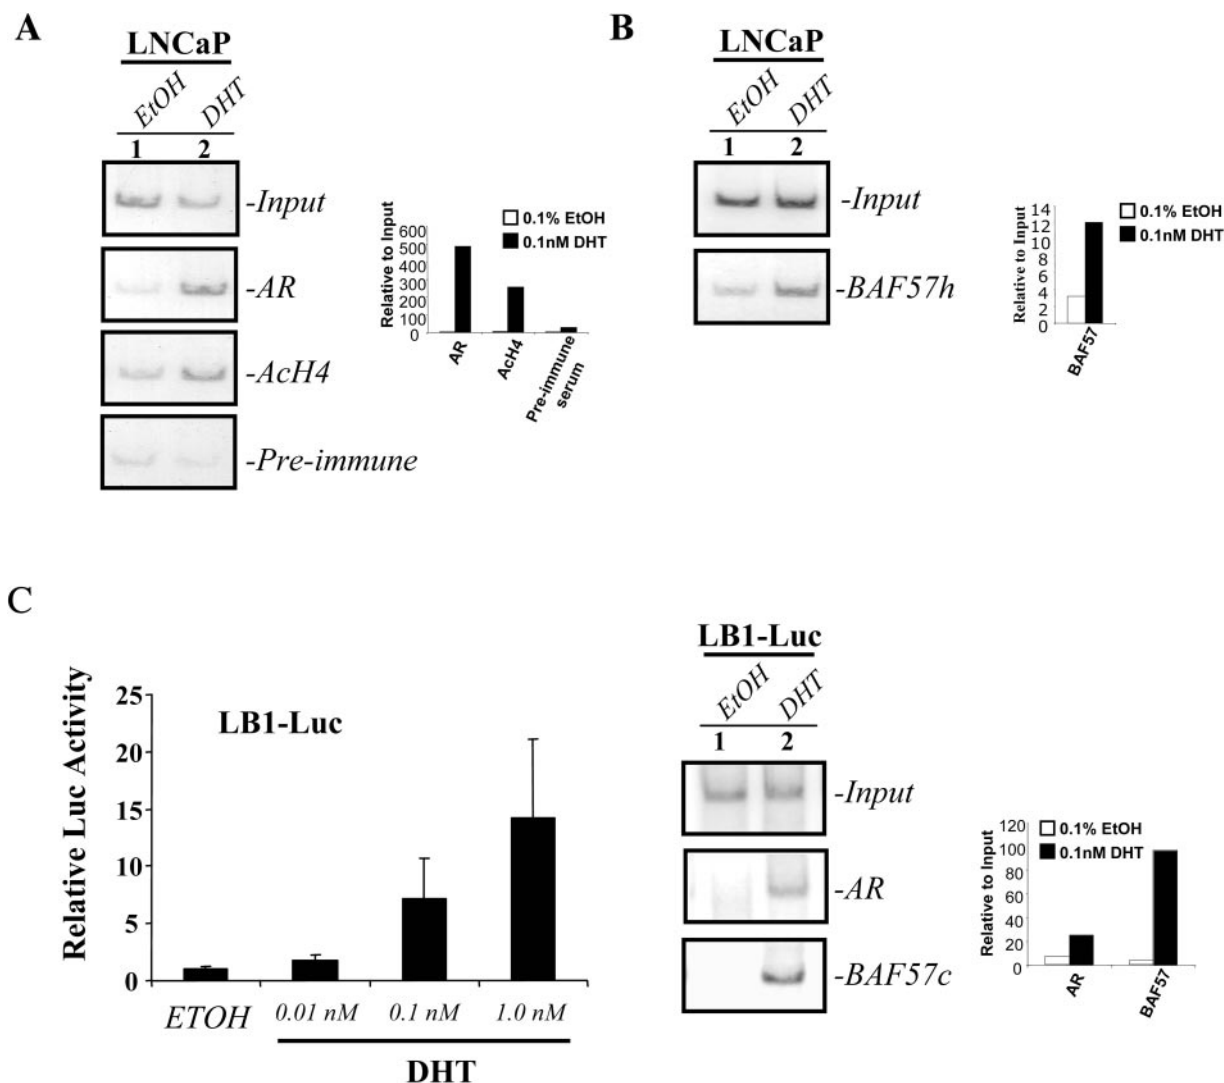 A
LNCaP
EtOH
DHT
1 2
-Input
-AR
-AcH4
-Pre-immune
Relative to Input
600
500
400
300
200
100
0
0.1% EtOH
0.1nM DHT
AR
AcH4
Pre-immune
serum
B
LNCaP
EtOH
DHT
1 2
-Input
-BAF57h
Relative to Input
14
12
10
8
6
4
2
0
0.1% EtOH
0.1nM DHT
BAF57
C
Relative Luc Activity
25
20
15
10
5
0
LB1-Luc
ETOH 0.01 nM 0.1 nM 1.0 nM
DHT
LB1-Luc
EtOH
DHT
1 2
-Input
-AR
-BAF57c
Relative to Input
120
100
80
60
40
20
0
0.1% EtOH
0.1nM DHT
AR
BAF57